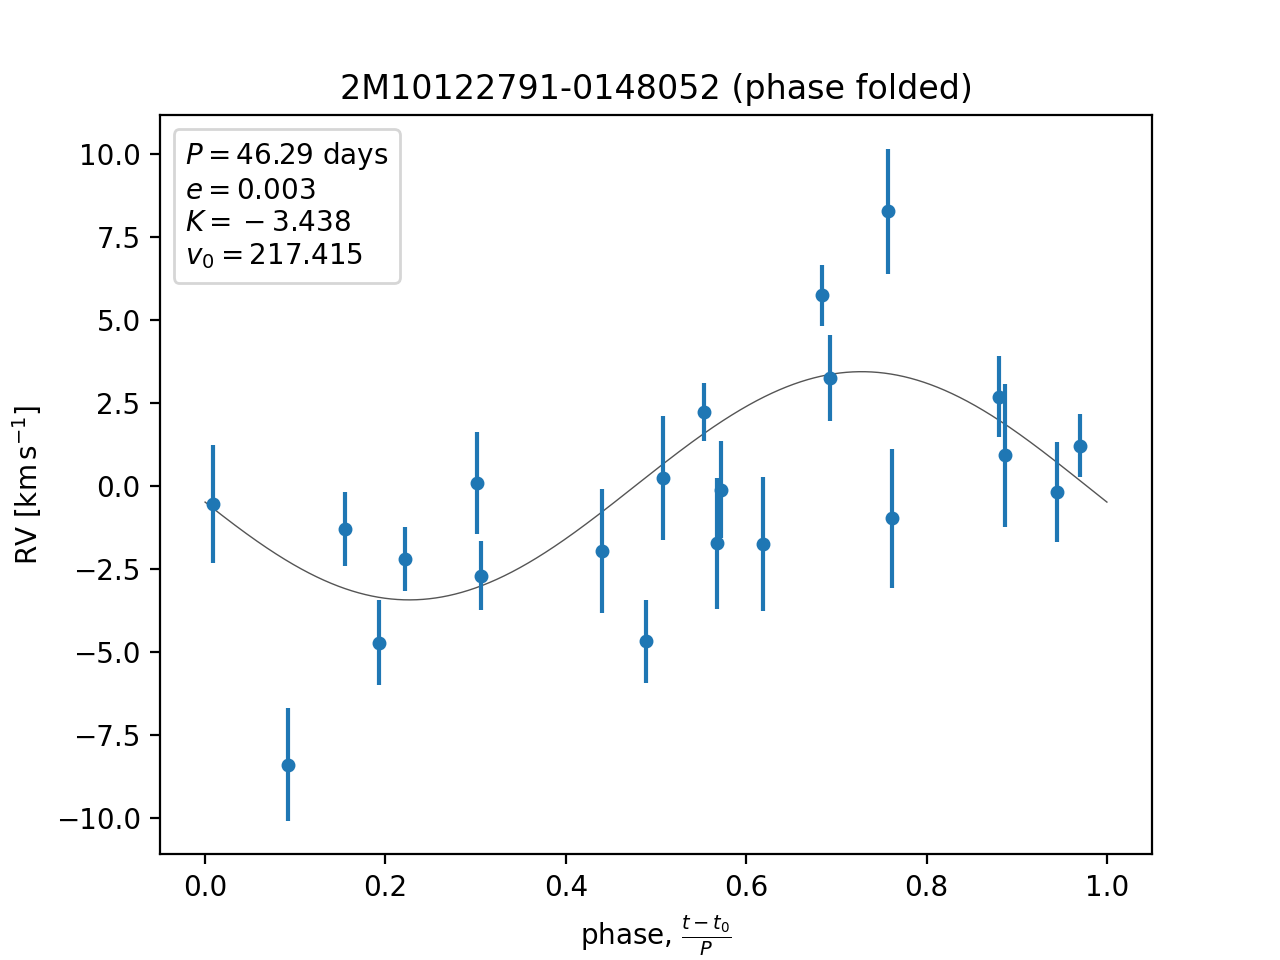 2M10122791-0148052 (phase folded)
P = 46.29 days
e = 0.003
K = −3.438
v₀ = 217.415
10.0
7.5
5.0
2.5
0.0
−2.5
−5.0
−7.5
−10.0
RV [km s⁻¹]
0.0 0.2 0.4 0.6 0.8 1.0
phase, (t − t₀)/P